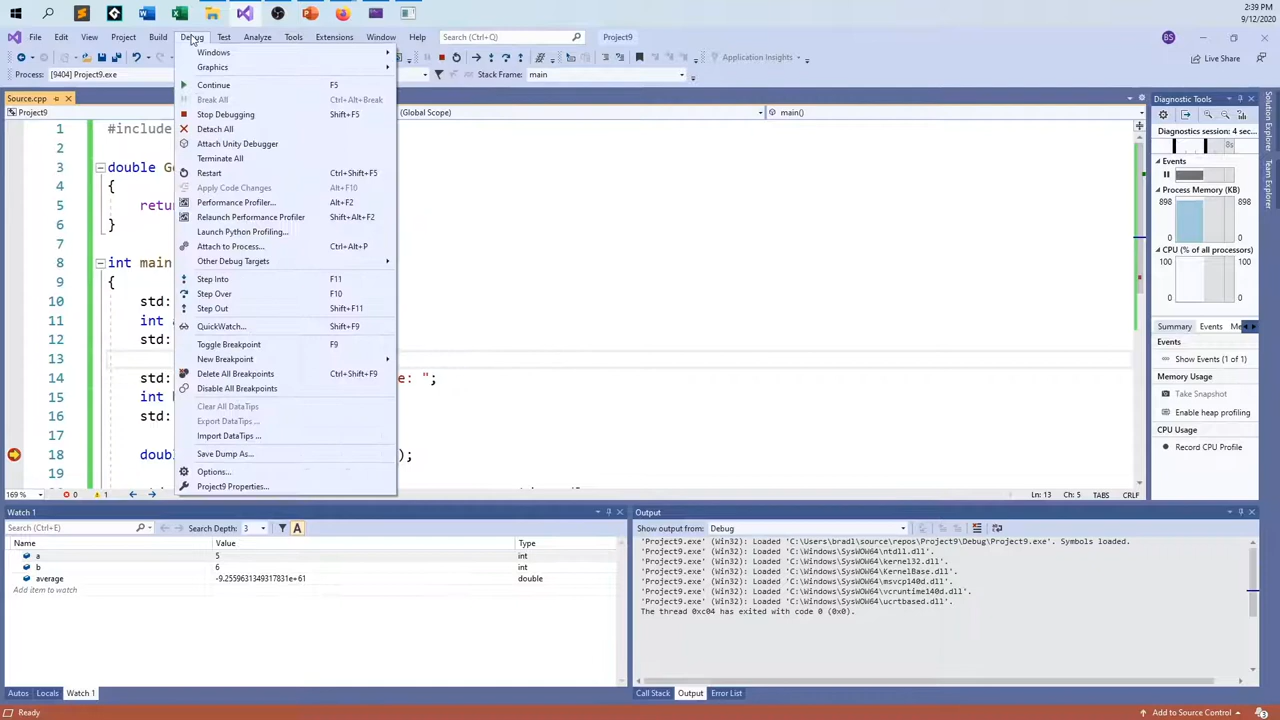 2:39 PM
9/12/2020
File Edit View Project Build Debug Test Analyze Tools Extensions Window Help Search (Ctrl+Q) Project9 BS
Application Insights Live Share
Process: [9404] Project9.exe Stack Frame: main
Source.cpp
Project9 (Global Scope) main()
Windows
Graphics
Continue F5
Break All Ctrl+Alt+Break
Stop Debugging Shift+F5
Detach All
Attach Unity Debugger
Terminate All
Restart Ctrl+Shift+F5
Apply Code Changes Alt+F10
Performance Profiler... Alt+F2
Relaunch Performance Profiler Shift+Alt+F2
Launch Python Profiling...
Attach to Process... Ctrl+Alt+P
Other Debug Targets
Step Into F11
Step Over F10
Step Out Shift+F11
QuickWatch... Shift+F9
Toggle Breakpoint F9
New Breakpoint
Delete All Breakpoints Ctrl+Shift+F9
Disable All Breakpoints
Clear All DataTips
Export DataTips ...
Import DataTips ...
Save Dump As...
Options...
Project9 Properties...
1 #include
2
3 double
4 {
5
6 }
7
8 int main
9 {
10 std:
11 int
12 std:
13
14 std: e: ";
15 int
16 std:
17
18 );
19
169 % 0 1 Ln: 13 Ch: 5 TABS CRLF
Diagnostic Tools
Diagnostics session: 4 sec...
8s
Events
Process Memory (KB)
898 898
0 0
CPU (% of all processors)
100 100
0 0
Summary Events
Events
Show Events (1 of 1)
Memory Usage
Take Snapshot
Enable heap profiling
CPU Usage
Record CPU Profile
Solution Explorer
Team Explorer
Watch 1
Search (Ctrl+E) Search Depth: 3 A
Name Value Type
a 5 int
b 6 int
average -9.2559631349317831e+61 double
Add item to watch
Autos Locals Watch 1
Output
Show output from: Debug
'Project9.exe' (Win32): Loaded 'C:\Users\bradl\source\repos\Project9\Debug\Project9.exe'. Symbols loaded.
'Project9.exe' (Win32): Loaded 'C:\Windows\SysWOW64\ntdll.dll'.
'Project9.exe' (Win32): Loaded 'C:\Windows\SysWOW64\kernel32.dll'.
'Project9.exe' (Win32): Loaded 'C:\Windows\SysWOW64\KernelBase.dll'.
'Project9.exe' (Win32): Loaded 'C:\Windows\SysWOW64\msvcp140d.dll'.
'Project9.exe' (Win32): Loaded 'C:\Windows\SysWOW64\vcruntime140d.dll'.
'Project9.exe' (Win32): Loaded 'C:\Windows\SysWOW64\ucrtbased.dll'.
The thread 0xc04 has exited with code 0 (0x0).
Call Stack Output Error List
Ready Add to Source Control